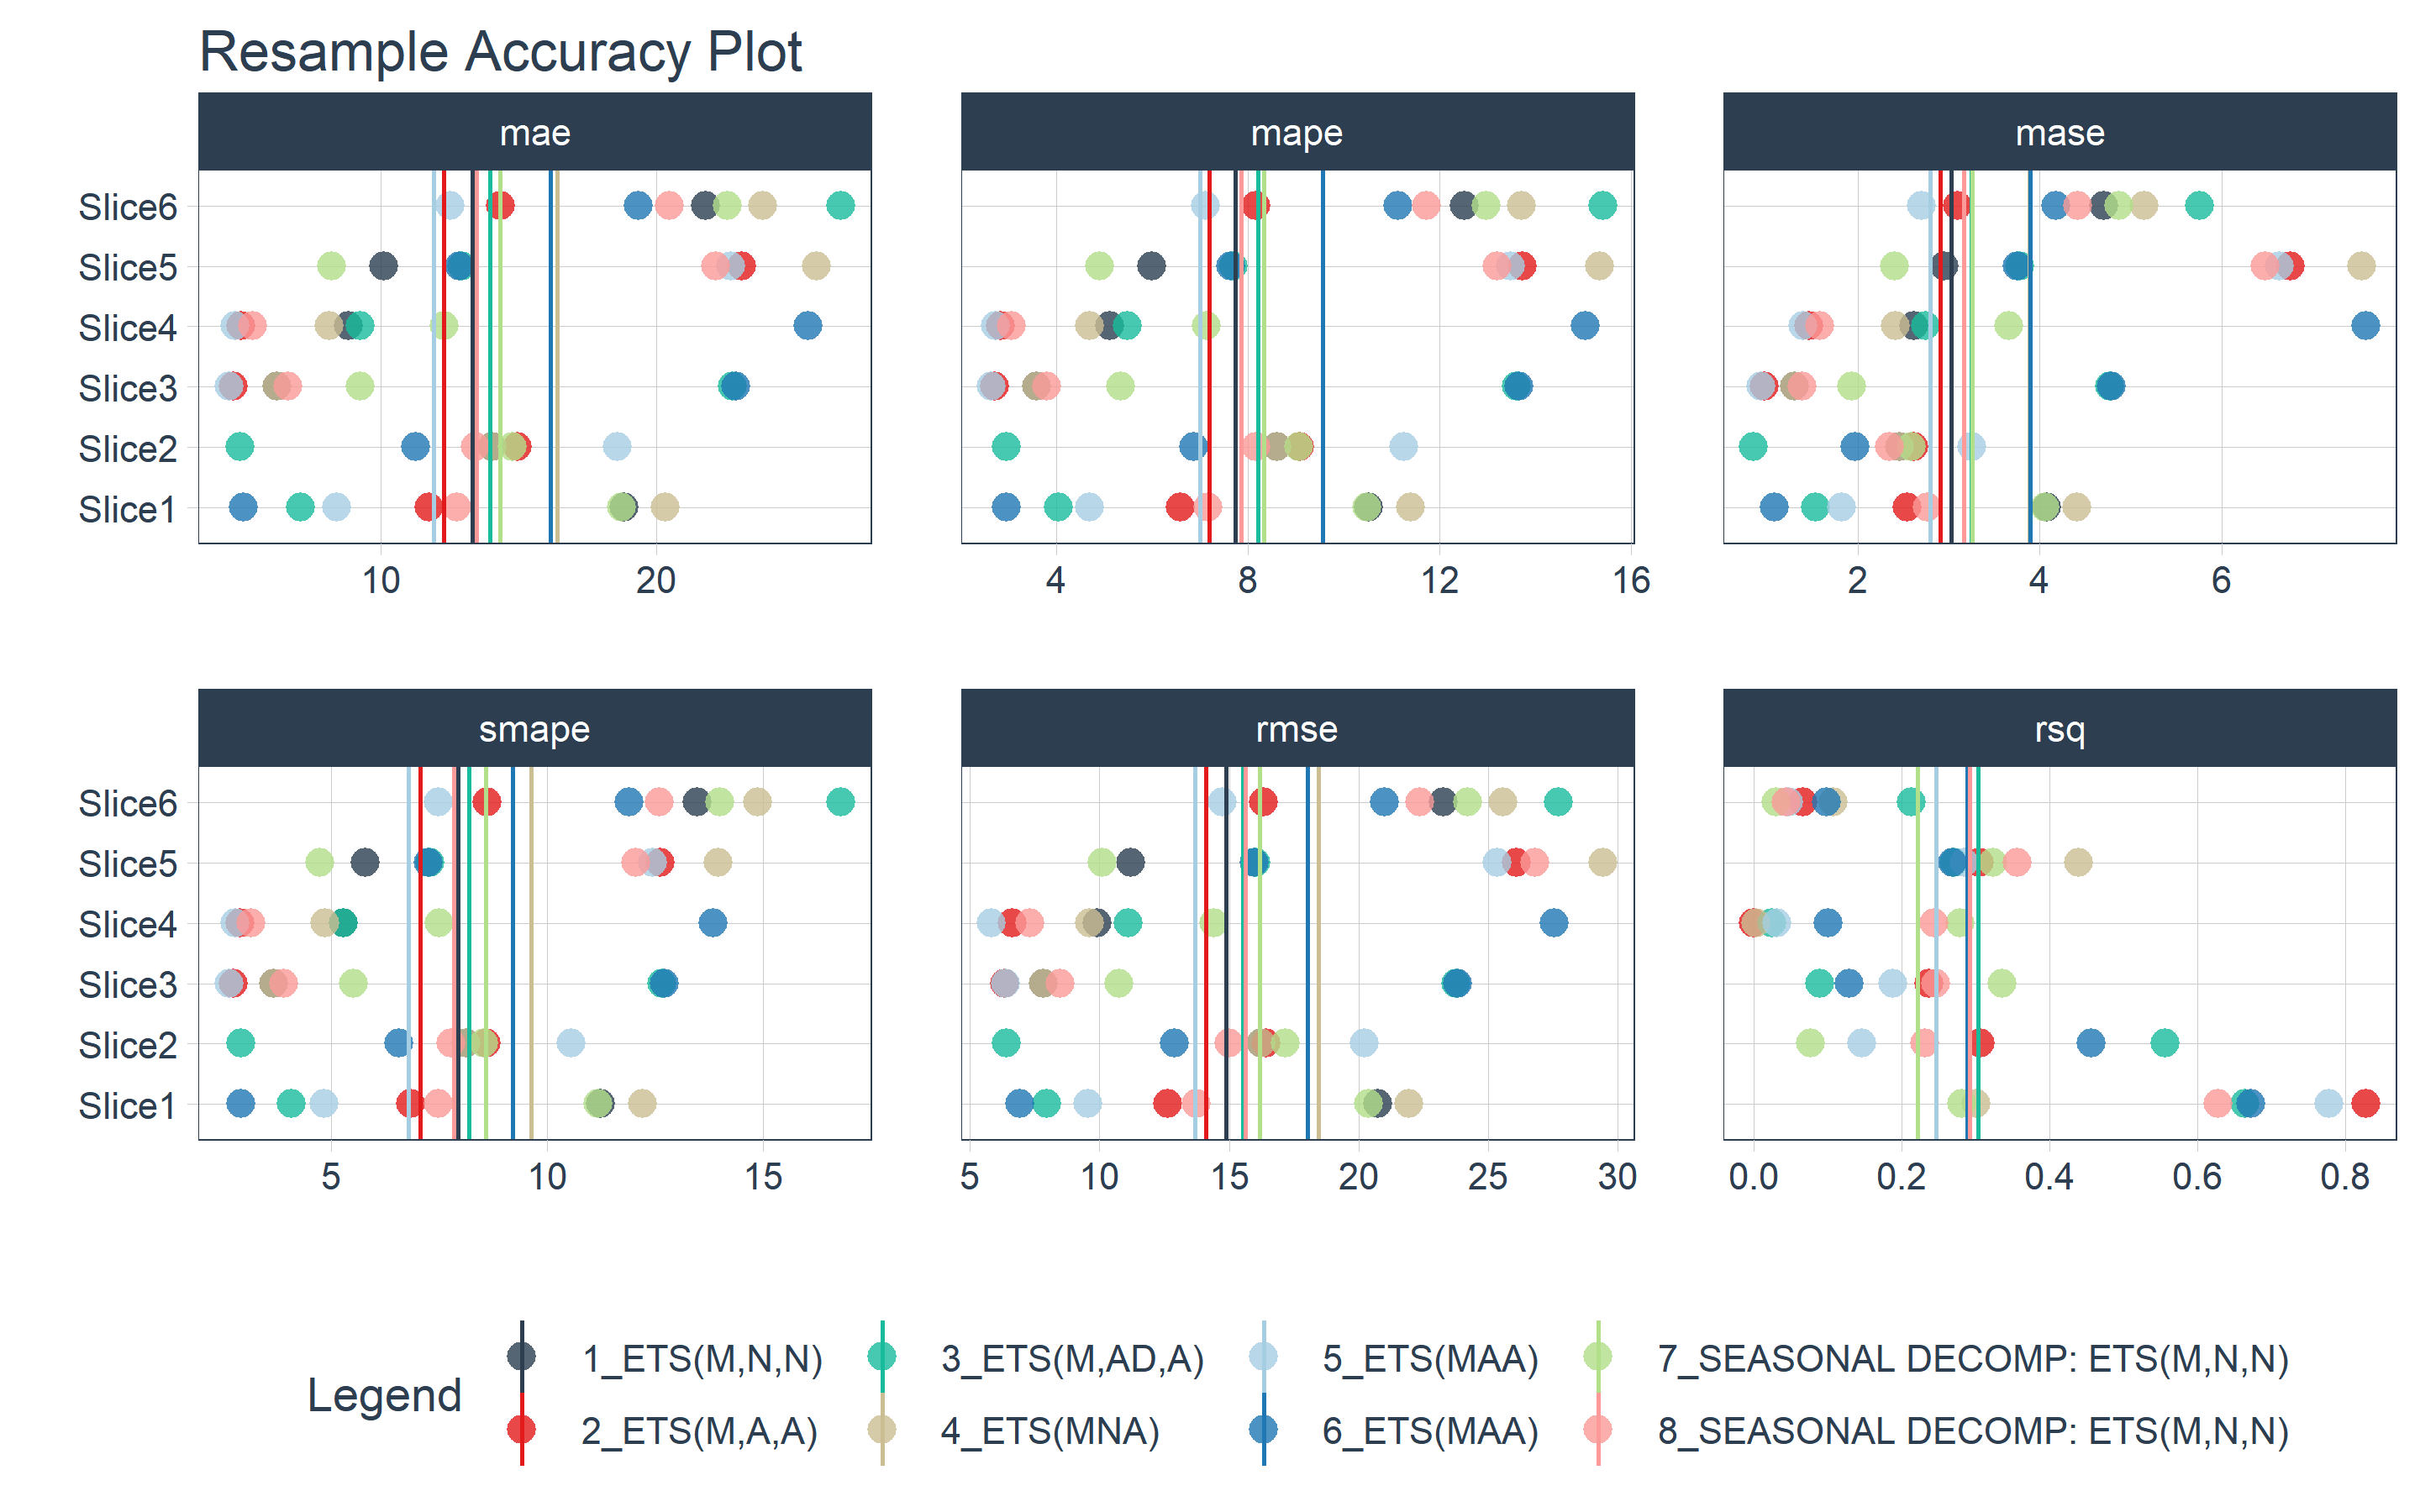 Resample Accuracy Plot
mae mape mase
Slice6
Slice5
Slice4
Slice3
Slice2
Slice1
10 20 4 8 12 16 2 4 6
smape rmse rsq
Slice6
Slice5
Slice4
Slice3
Slice2
Slice1
5 10 15 5 10 15 20 25 30 0.0 0.2 0.4 0.6 0.8
Legend
1_ETS(M,N,N) 3_ETS(M,AD,A) 5_ETS(MAA) 7_SEASONAL DECOMP: ETS(M,N,N)
2_ETS(M,A,A) 4_ETS(MNA) 6_ETS(MAA) 8_SEASONAL DECOMP: ETS(M,N,N)